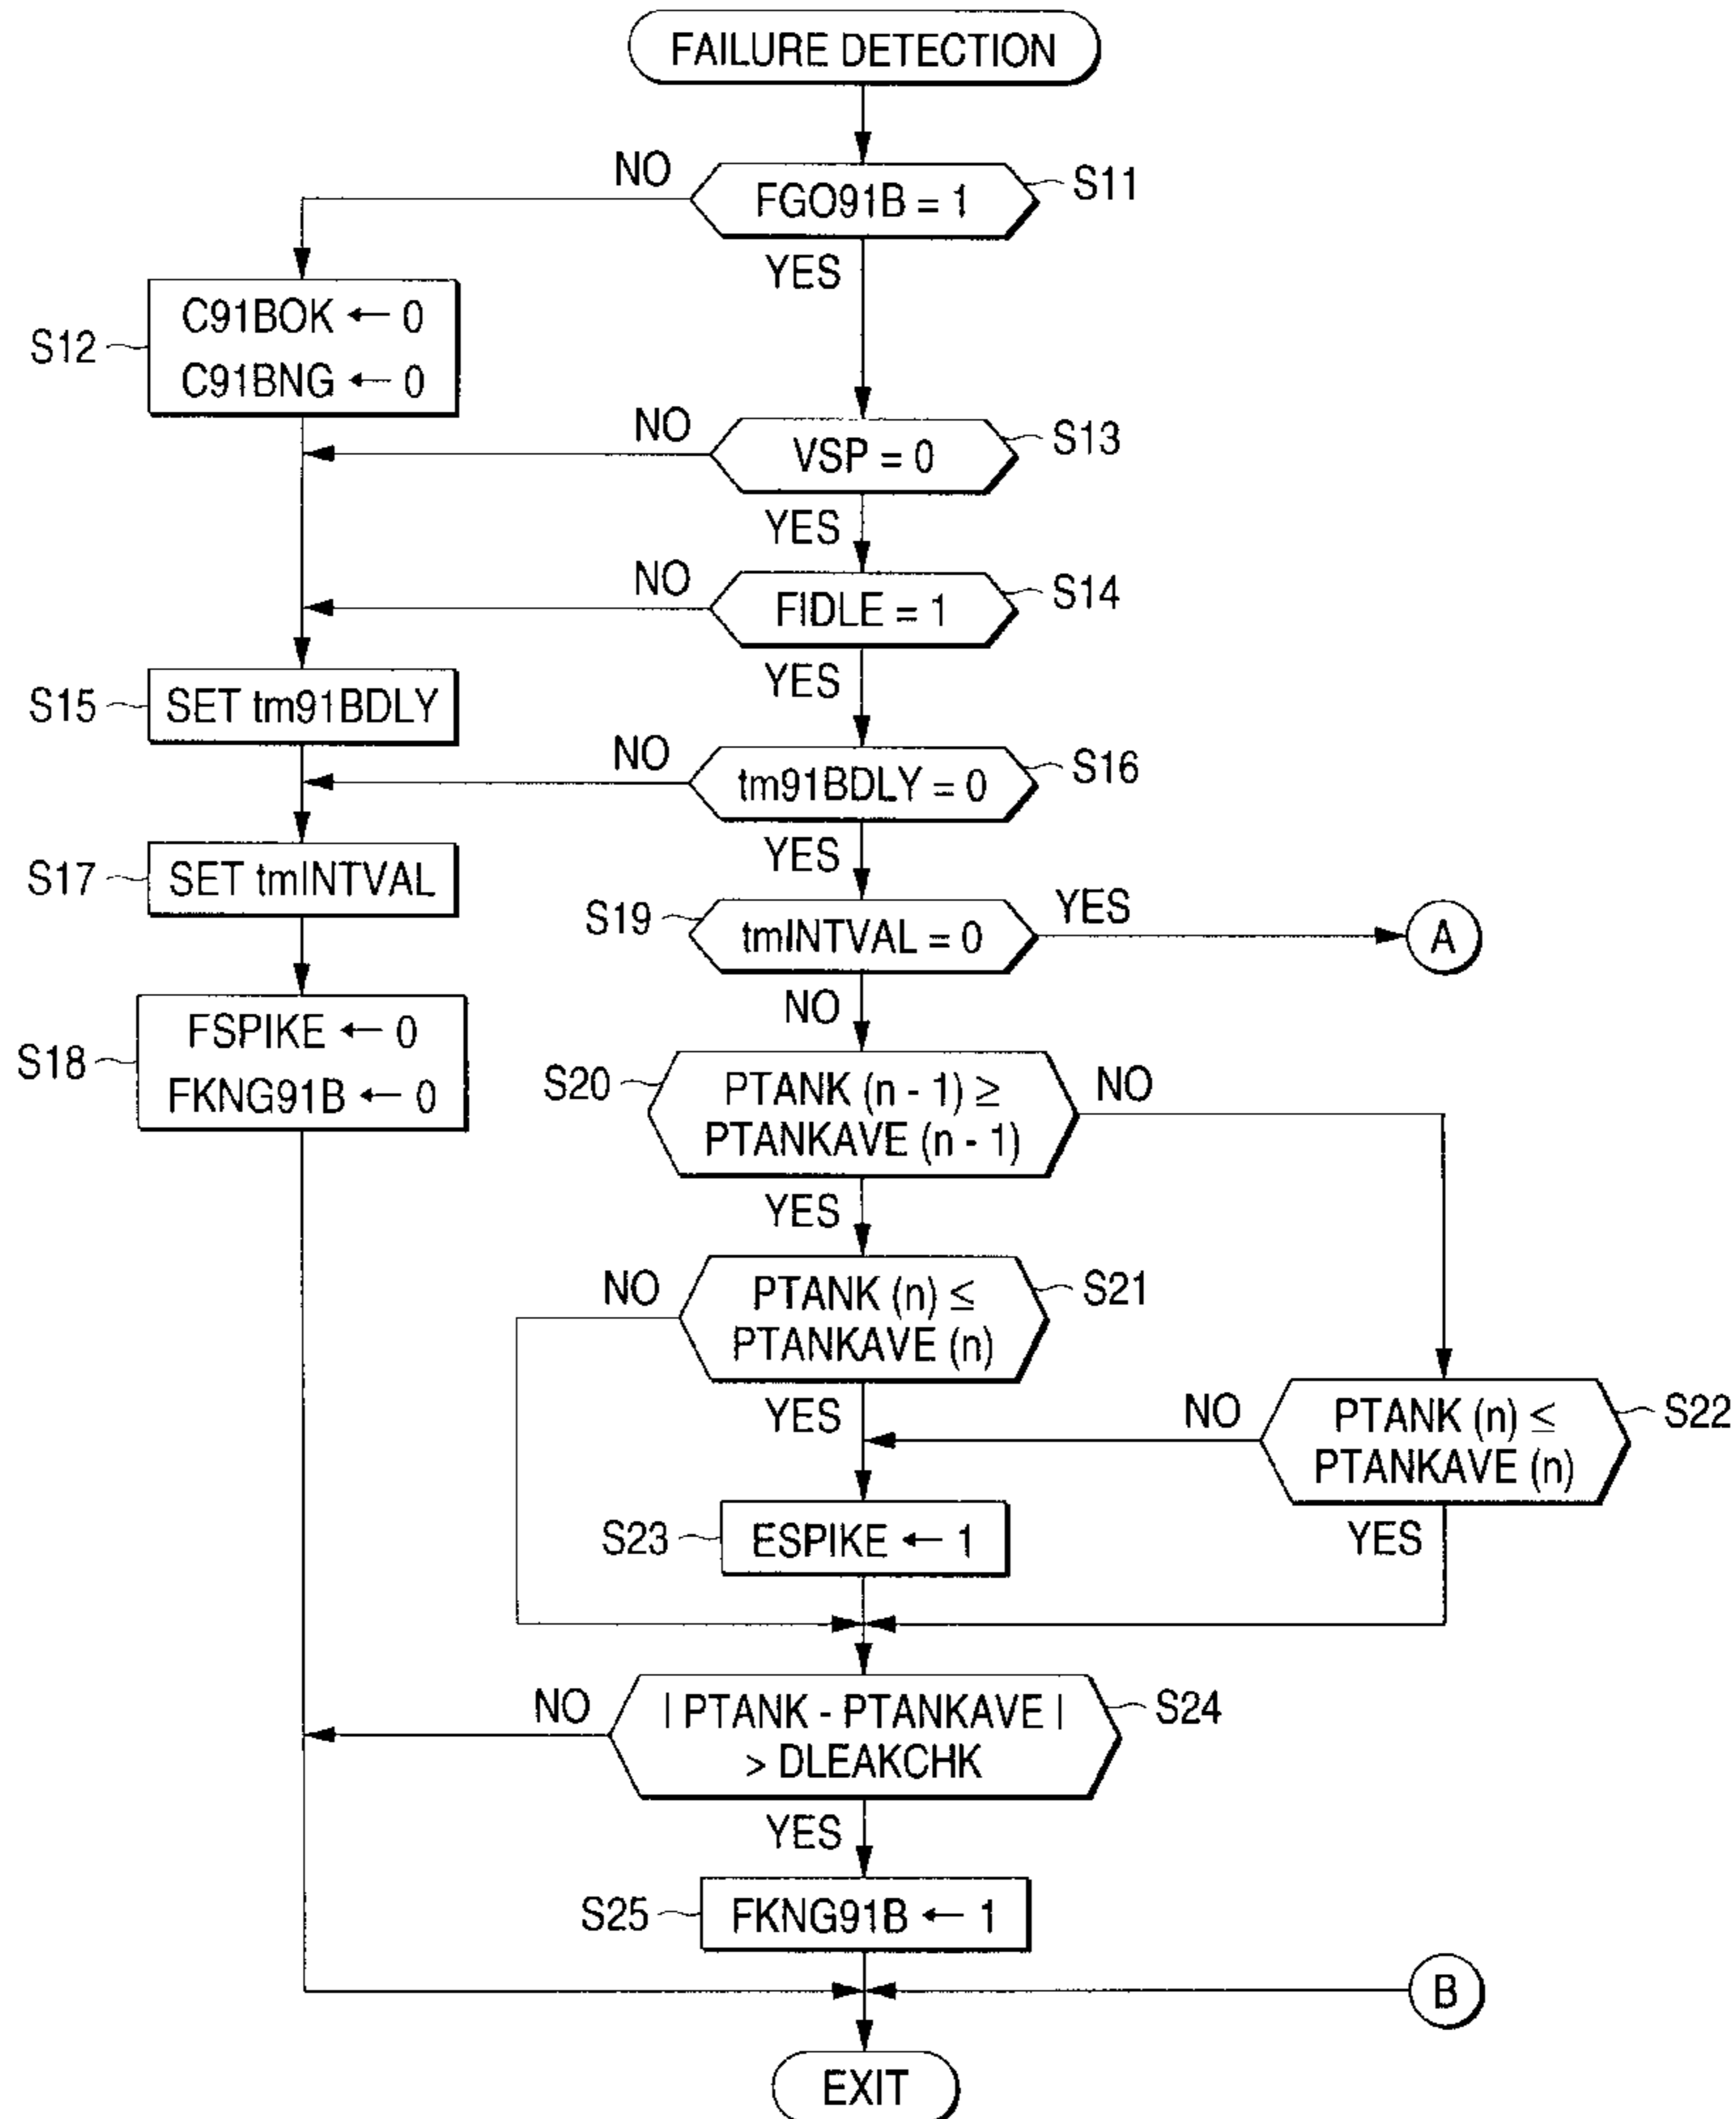 FAILURE DETECTION
NO
FGO91B = 1
S11
YES
S12
C91BOK ← 0
C91BNG ← 0
NO
VSP = 0
S13
YES
NO
FIDLE = 1
S14
YES
S15
SET tm91BDLY
NO
tm91BDLY = 0
S16
YES
S17
SET tmINTVAL
S19
tmINTVAL = 0
YES
A
NO
S18
FSPIKE ← 0
FKNG91B ← 0
S20
PTANK (n - 1) ≥
PTANKAVE (n - 1)
NO
YES
NO
PTANK (n) ≤
PTANKAVE (n)
S21
YES
NO
PTANK (n) ≤
PTANKAVE (n)
S22
S23
ESPIKE ← 1
YES
NO
| PTANK - PTANKAVE |
> DLEAKCHK
S24
YES
S25
FKNG91B ← 1
B
EXIT